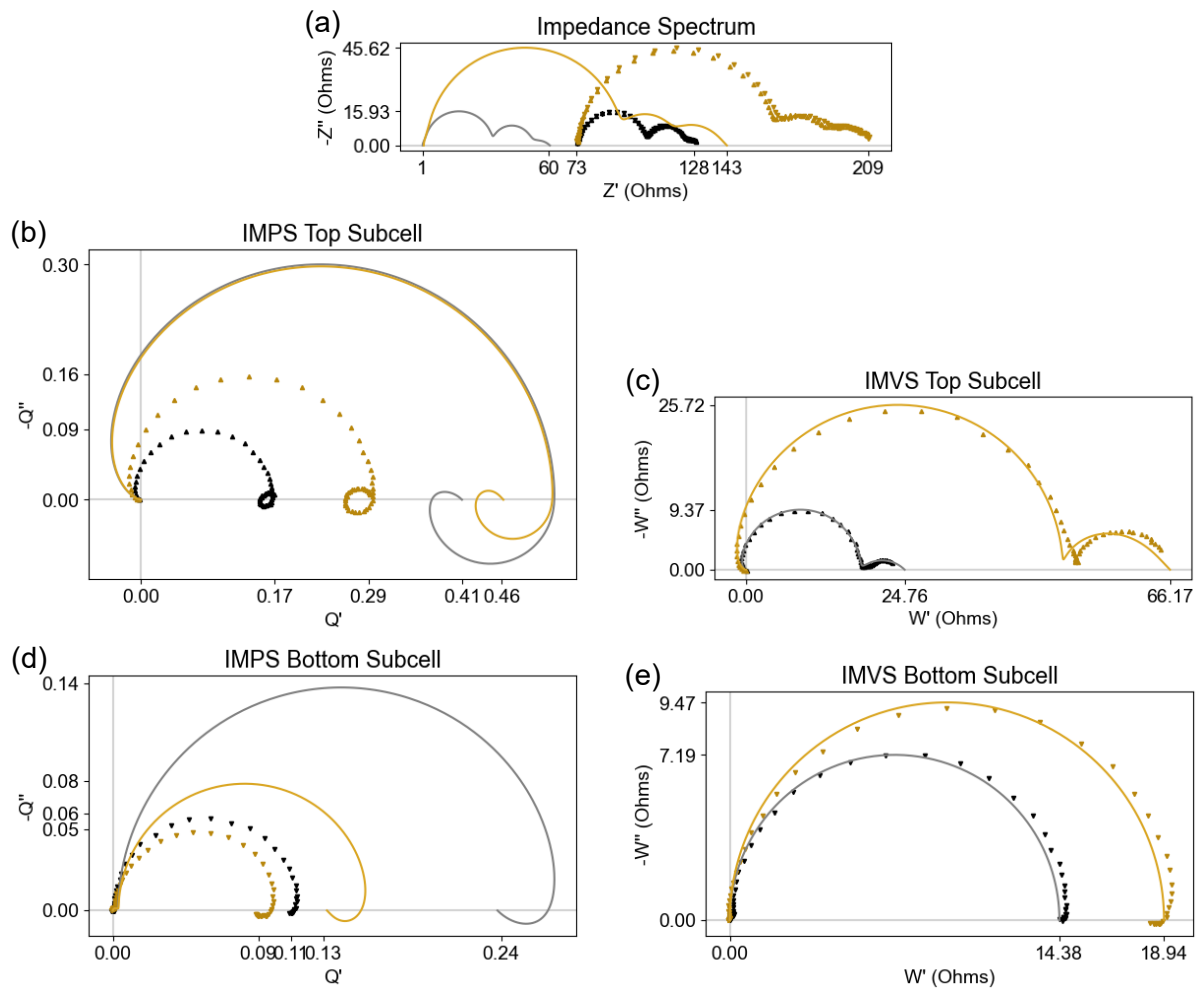 (a)
Impedance Spectrum
-Z'' (Ohms)
45.62
15.93
0.00
1 60 73 128 143 209
Z' (Ohms)
(b)
IMPS Top Subcell
-Q''
0.30
0.16
0.09
0.00
0.00 0.17 0.29 0.41 0.46
Q'
(c)
IMVS Top Subcell
-W'' (Ohms)
25.72
9.37
0.00
0.00 24.76 66.17
W' (Ohms)
(d)
IMPS Bottom Subcell
-Q''
0.14
0.08
0.06
0.05
0.00
0.00 0.09 0.11 0.13 0.24
Q'
(e)
IMVS Bottom Subcell
-W'' (Ohms)
9.47
7.19
0.00
0.00 14.38 18.94
W' (Ohms)